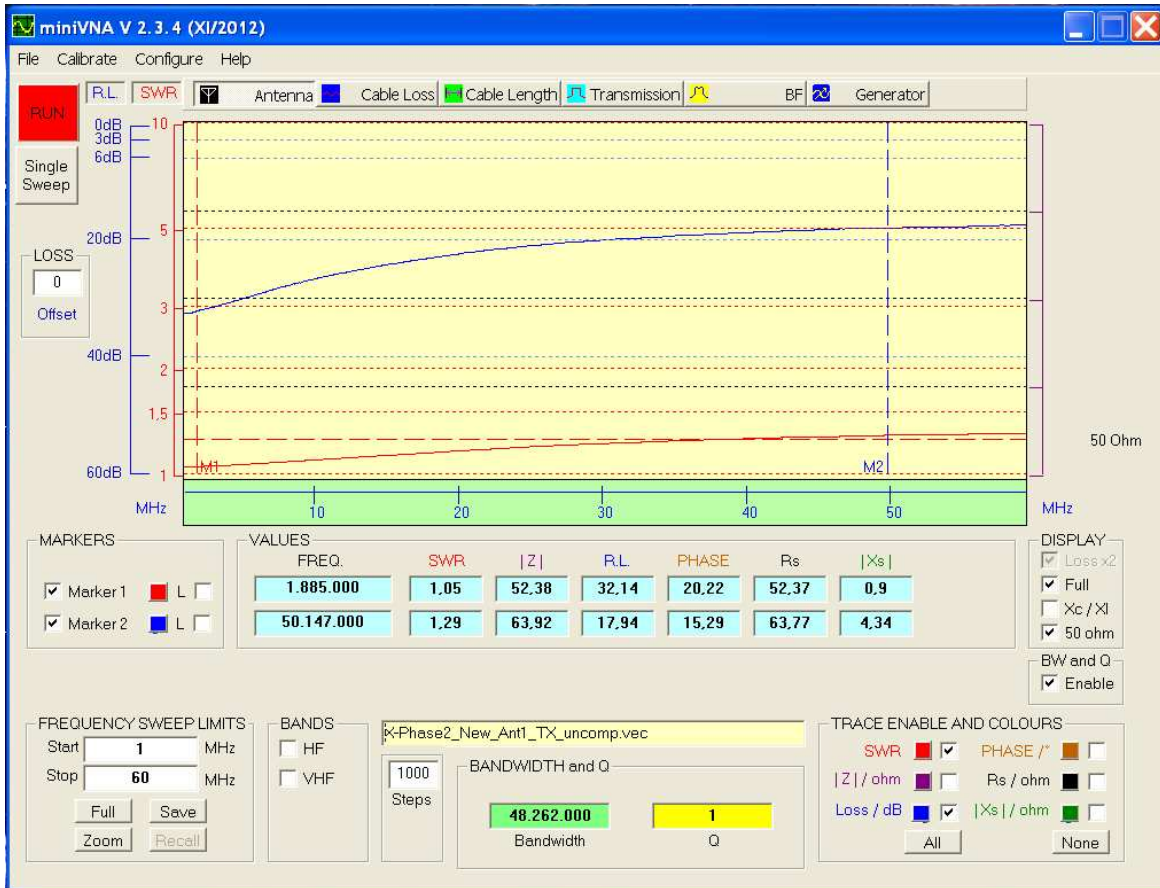 miniVNA V 2.3.4 (XI/2012)
File Calibrate Configure Help
RUN
R.L. SWR Antenna Cable Loss Cable Length Transmission BF Generator
Single
Sweep
LOSS
0
Offset
0dB
3dB
6dB
20dB
40dB
60dB
10
5
3
2
1,5
1
M1
M2
50 Ohm
MHz 10 20 30 40 50 MHz
MARKERS
Marker 1 L
Marker 2 L
VALUES
FREQ. SWR |Z| R.L. PHASE Rs |Xs|
1.885.000 1,05 52,38 32,14 20,22 52,37 0,9
50.147.000 1,29 63,92 17,94 15,29 63,77 4,34
DISPLAY
Loss x2
Full
Xc / Xl
50 ohm
BW and Q
Enable
FREQUENCY SWEEP LIMITS
Start 1 MHz
Stop 60 MHz
Full Save
Zoom Recall
BANDS
HF
VHF
X-Phase2_New_Ant1_TX_uncomp.vec
1000
Steps
BANDWIDTH and Q
48.262.000 1
Bandwidth Q
TRACE ENABLE AND COLOURS
SWR PHASE /°
|Z| / ohm Rs / ohm
Loss / dB |Xs| / ohm
All None